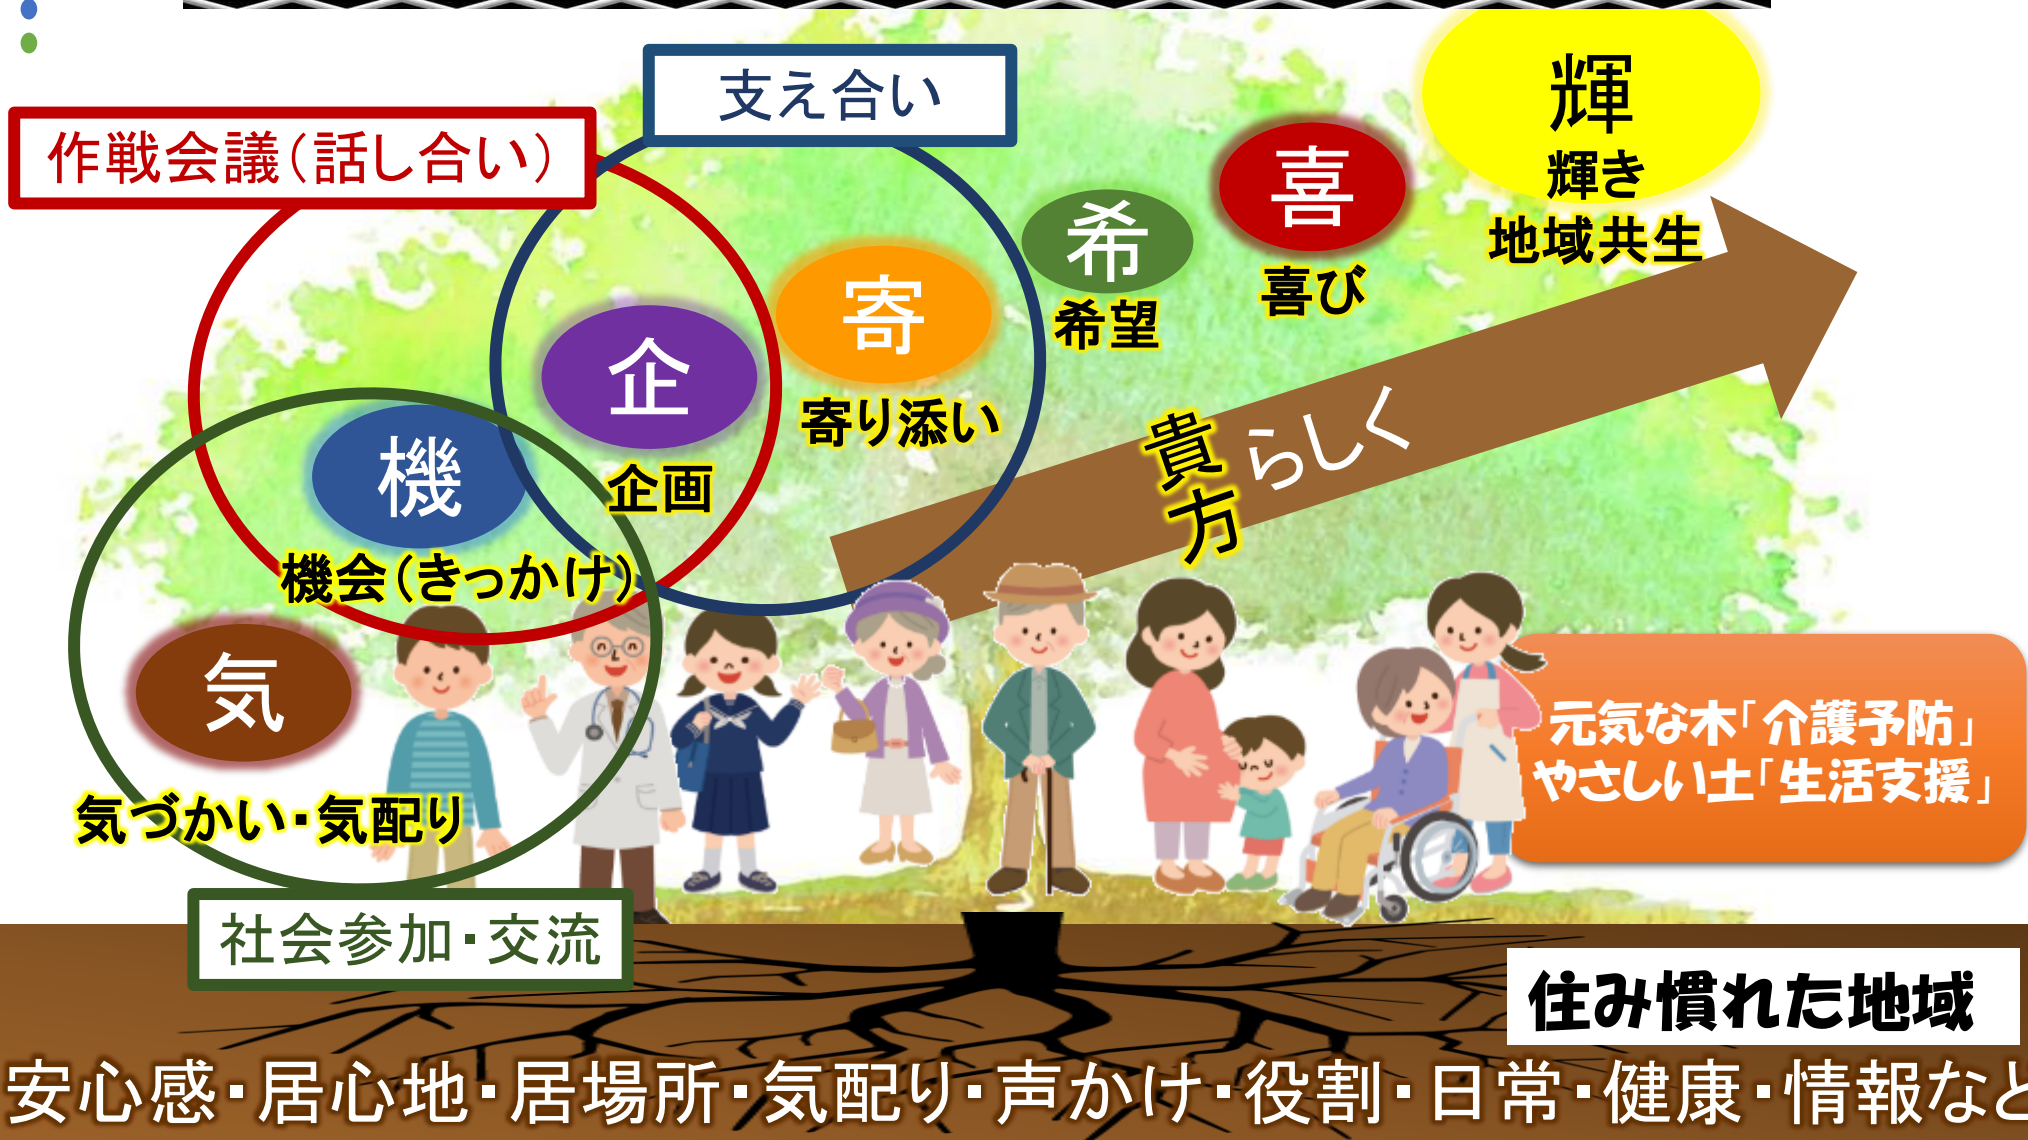 支え合い
作戦会議(話し合い)
輝
輝き
地域共生
喜
喜び
希
希望
寄
寄り添い
企
企画
機
機会(きっかけ)
貴方らしく
気
気づかい・気配り
元気な木「介護予防」
やさしい土「生活支援」
社会参加・交流
住み慣れた地域
安心感・居心地・居場所・気配り・声かけ・役割・日常・健康・情報など